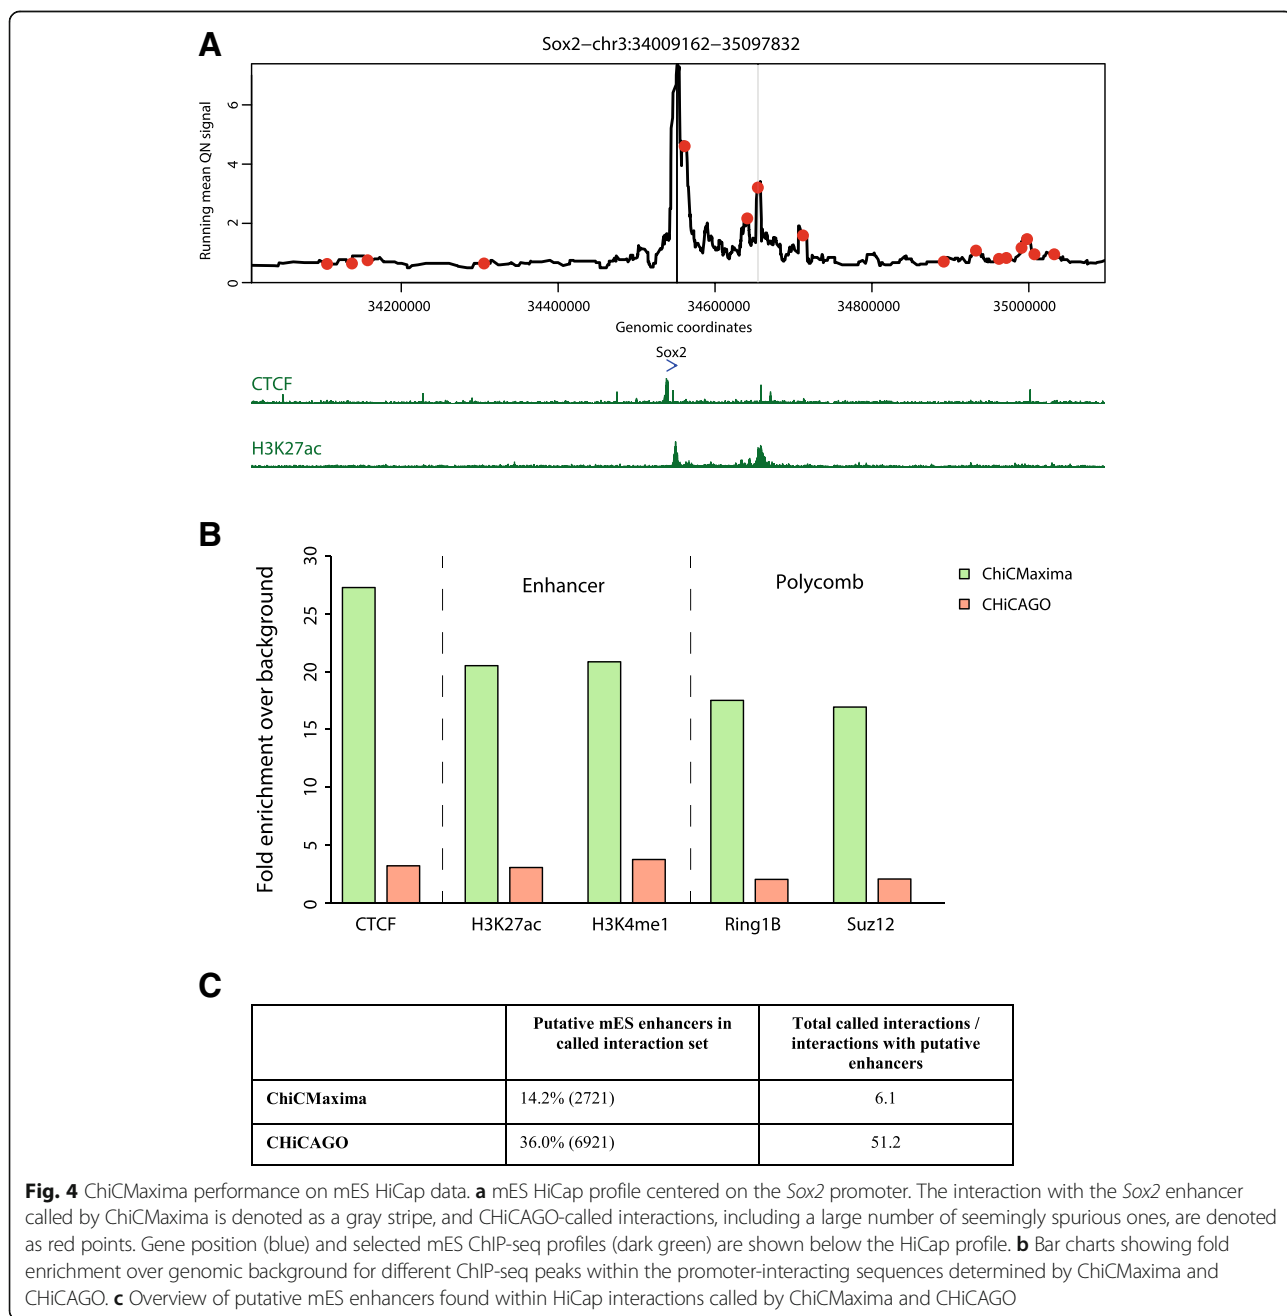 A
Sox2−chr3:34009162−35097832
Running mean QN signal
6
4
2
0
34200000 34400000 34600000 34800000 35000000
Genomic coordinates
Sox2
CTCF
H3K27ac
B
Fold enrichment over background
30
25
20
15
10
5
0
Enhancer
Polycomb
ChiCMaxima
CHiCAGO
CTCF H3K27ac H3K4me1 Ring1B Suz12
C
Putative mES enhancers in
called interaction set
Total called interactions /
interactions with putative
enhancers
ChiCMaxima 14.2% (2721) 6.1
CHiCAGO 36.0% (6921) 51.2
Fig. 4 ChiCMaxima performance on mES HiCap data. a mES HiCap profile centered on the Sox2 promoter. The interaction with the Sox2 enhancer
called by ChiCMaxima is denoted as a gray stripe, and CHiCAGO-called interactions, including a large number of seemingly spurious ones, are denoted
as red points. Gene position (blue) and selected mES ChIP-seq profiles (dark green) are shown below the HiCap profile. b Bar charts showing fold
enrichment over genomic background for different ChIP-seq peaks within the promoter-interacting sequences determined by ChiCMaxima and
CHiCAGO. c Overview of putative mES enhancers found within HiCap interactions called by ChiCMaxima and CHiCAGO